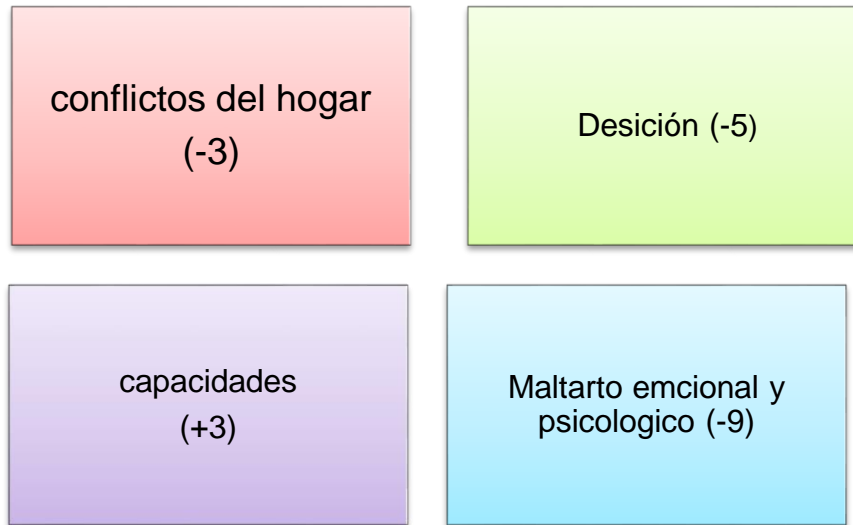 conflictos del hogar
(-3)
Desición (-5)
capacidades
(+3)
Maltarto emcional y
psicologico (-9)